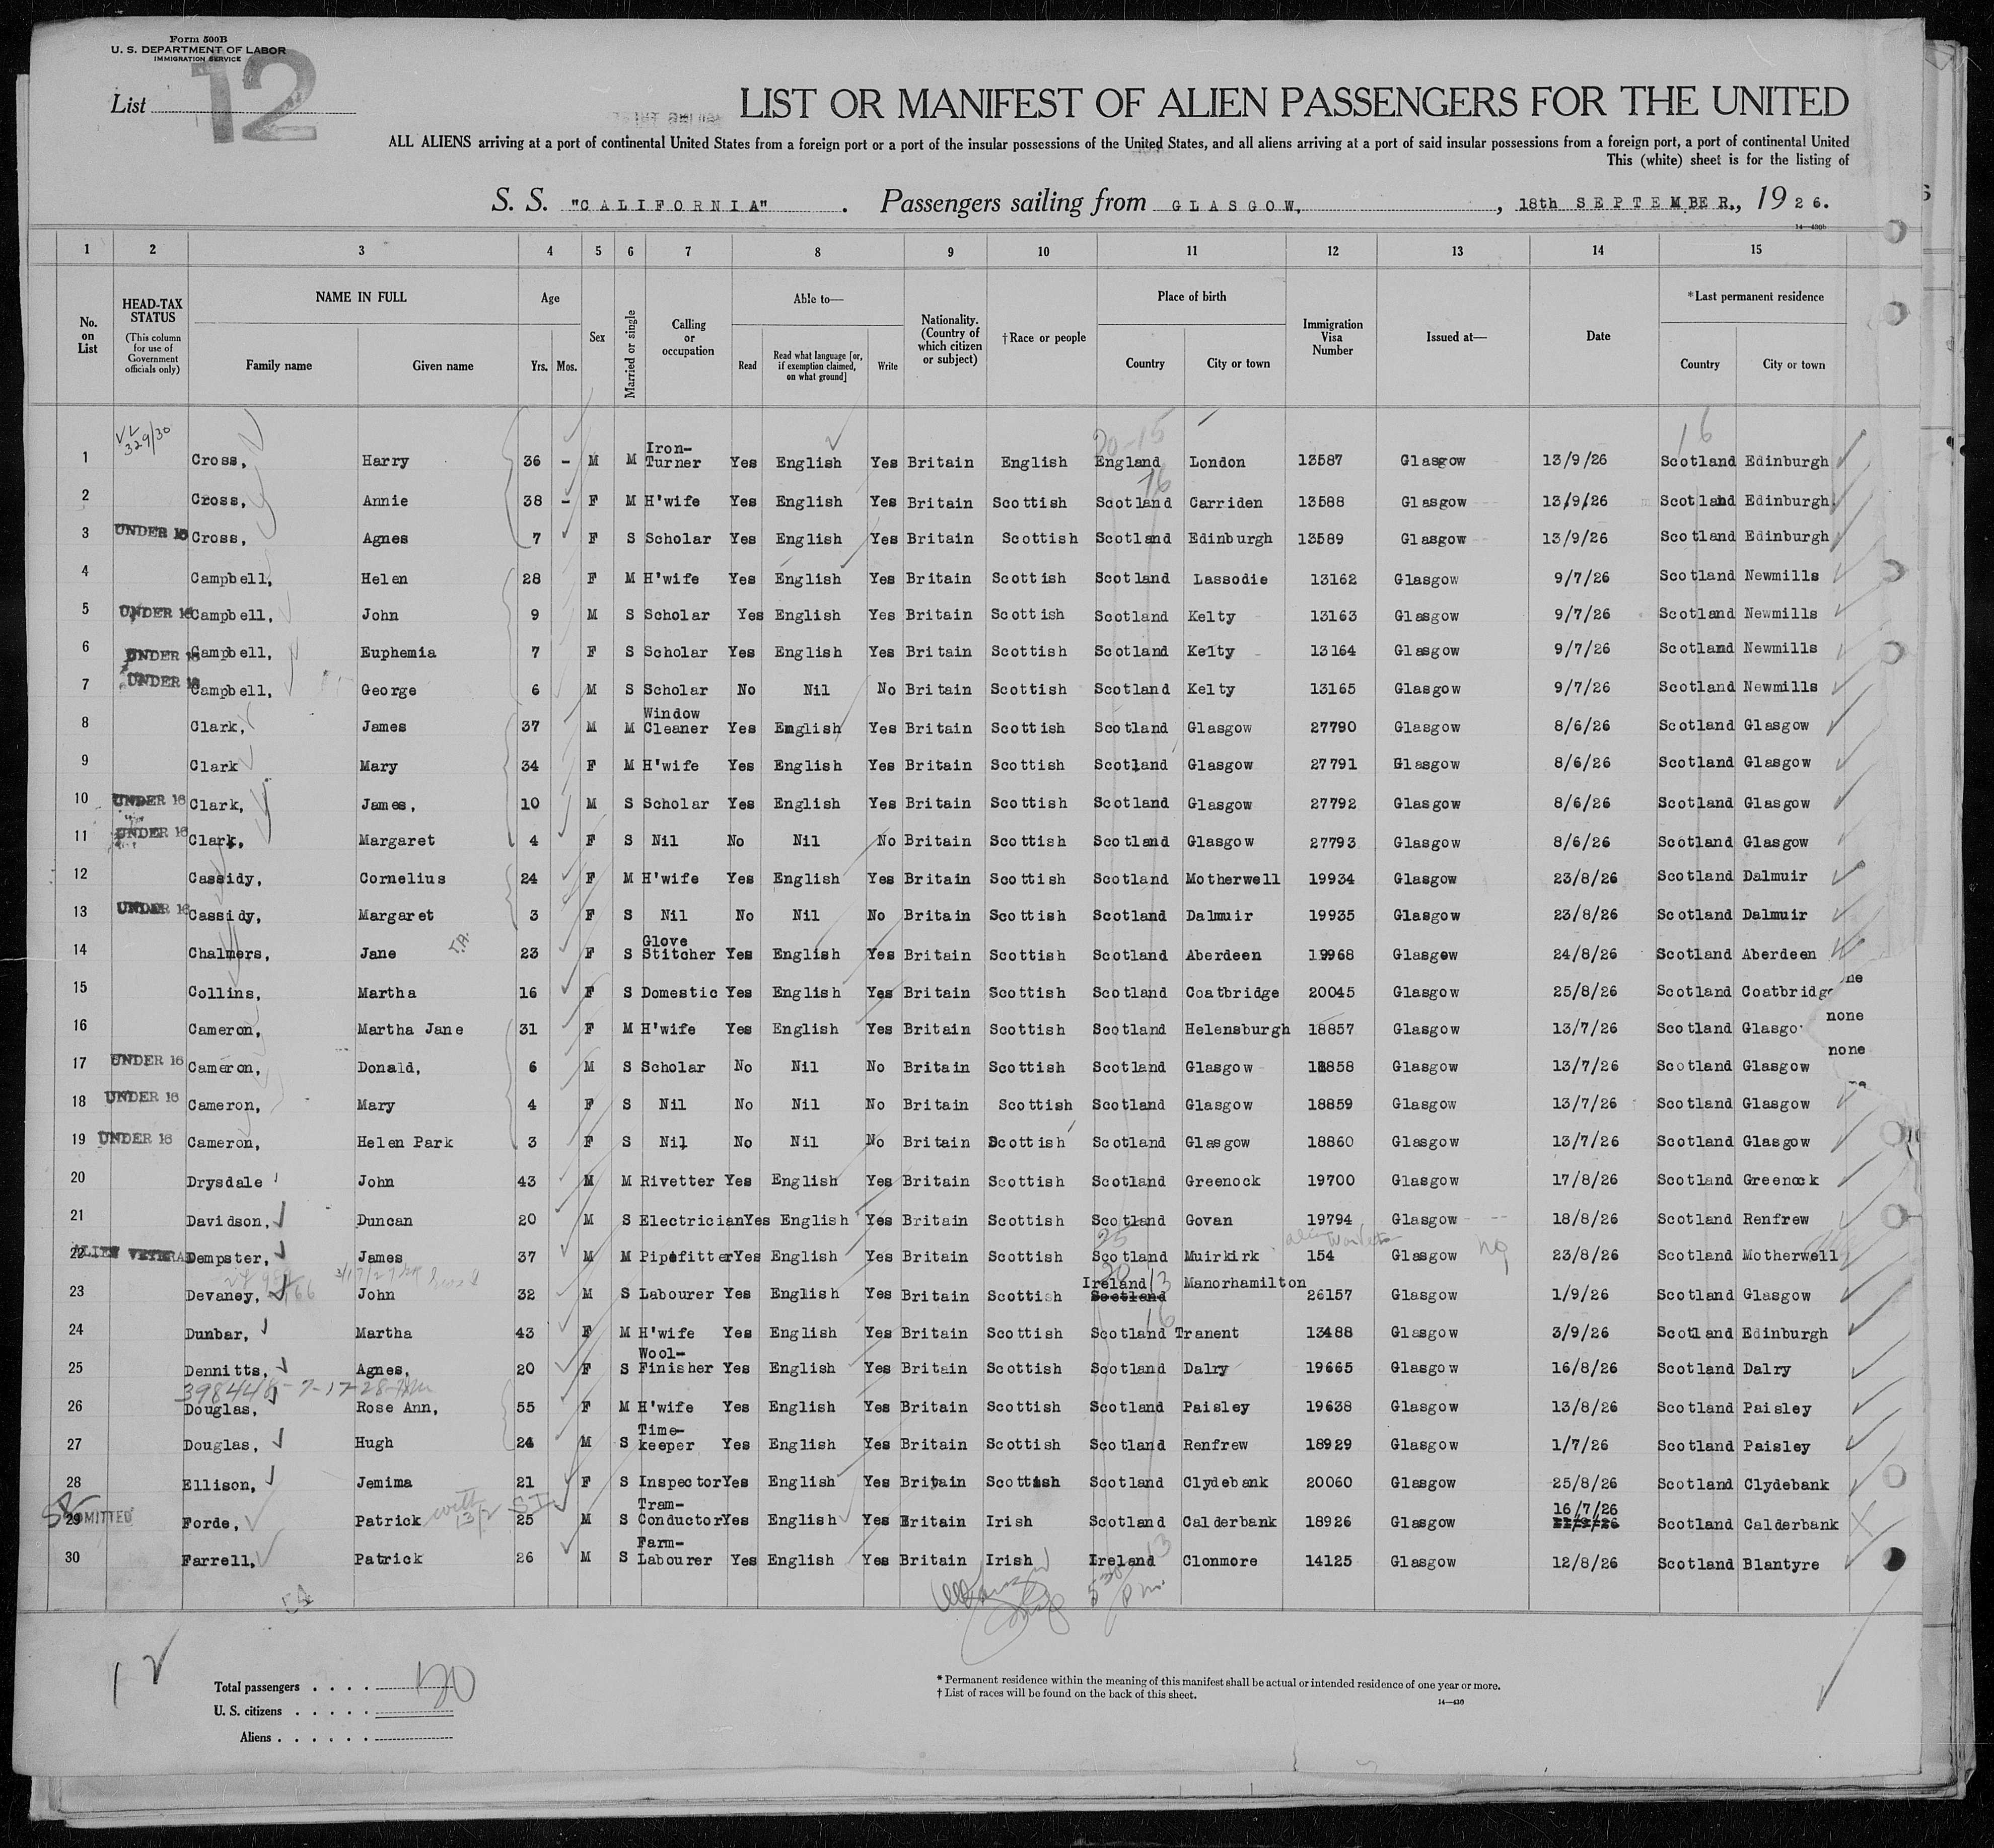 Form 500B
U. S. DEPARTMENT OF LABOR
IMMIGRATION SERVICE
List 12
LIST OR MANIFEST OF ALIEN PASSENGERS FOR THE UNITED
ALL ALIENS arriving at a port of continental United States from a foreign port or a port of the insular possessions of the United States, and all aliens arriving at a port of said insular possessions from a foreign port, a port of continental United
This (white) sheet is for the listing of
S. S. "CALIFORNIA" . Passengers sailing from GLASGOW, , 18th SEPTEMBER., 1926.
14—430b
1 2 3 4 5 6 7 8 9 10 11 12 13 14 15
No. on List HEAD-TAX STATUS (This column for use of Government officials only) NAME IN FULL Family name Given name Age Yrs. Mos. Sex Married or single Calling or occupation Able to— Read Read what language [or, if exemption claimed, on what ground] Write Nationality. (Country of which citizen or subject) †Race or people Place of birth Country City or town Immigration Visa Number Issued at— Date *Last permanent residence Country City or town
329/30
20-15
16
1 Cross, Harry 36 - M M Iron-Turner Yes English Yes Britain English England London 13587 Glasgow 13/9/26 Scotland Edinburgh
16
2 Cross, Annie 38 - F M H'wife Yes English Yes Britain Scottish Scotland Carriden 13588 Glasgow 13/9/26 Scotland Edinburgh
3 UNDER 16 Cross, Agnes 7 F S Scholar Yes English Yes Britain Scottish Scotland Edinburgh 13589 Glasgow 13/9/26 Scotland Edinburgh
4 Campbell, Helen 28 F M H'wife Yes English Yes Britain Scottish Scotland Lassodie 13162 Glasgow 9/7/26 Scotland Newmills
5 UNDER 16 Campbell, John 9 M S Scholar Yes English Yes Britain Scottish Scotland Kelty 13163 Glasgow 9/7/26 Scotland Newmills
6 UNDER 16 Campbell, Euphemia 7 F S Scholar Yes English Yes Britain Scottish Scotland Kelty 13164 Glasgow 9/7/26 Scotland Newmills
7 UNDER 16 Campbell, George 6 M S Scholar No Nil No Britain Scottish Scotland Kelty 13165 Glasgow 9/7/26 Scotland Newmills
8 Clark, James 37 M M Window Cleaner Yes English Yes Britain Scottish Scotland Glasgow 27790 Glasgow 8/6/26 Scotland Glasgow
9 Clark Mary 34 F M H'wife Yes English Yes Britain Scottish Scotland Glasgow 27791 Glasgow 8/6/26 Scotland Glasgow
10 UNDER 16 Clark, James, 10 M S Scholar Yes English Yes Britain Scottish Scotland Glasgow 27792 Glasgow 8/6/26 Scotland Glasgow
11 UNDER 16 Clark, Margaret 4 F S Nil No Nil No Britain Scottish Scotland Glasgow 27793 Glasgow 8/6/26 Scotland Glasgow
12 Cassidy, Cornelius 24 F M H'wife Yes English Yes Britain Scottish Scotland Motherwell 19934 Glasgow 23/8/26 Scotland Dalmuir
13 UNDER 16 Cassidy, Margaret 3 F S Nil No Nil No Britain Scottish Scotland Dalmuir 19935 Glasgow 23/8/26 Scotland Dalmuir
14 Chalmers, Jane 23 F S Glove Stitcher Yes English Yes Britain Scottish Scotland Aberdeen 19968 Glasgow 24/8/26 Scotland Aberdeen
15 Collins, Martha 16 F S Domestic Yes English Yes Britain Scottish Scotland Coatbridge 20045 Glasgow 25/8/26 Scotland Coatbridge
16 Cameron, Martha Jane 31 F M H'wife Yes English Yes Britain Scottish Scotland Helensburgh 18857 Glasgow 13/7/26 Scotland Glasgo none
17 UNDER 16 Cameron, Donald, 6 M S Scholar No Nil No Britain Scottish Scotland Glasgow 18858 Glasgow 13/7/26 Scotland Glasgow none
18 UNDER 16 Cameron, Mary 4 F S Nil No Nil No Britain Scottish Scotland Glasgow 18859 Glasgow 13/7/26 Scotland Glasgow
19 UNDER 16 Cameron, Helen Park 3 F S Nil No Nil No Britain Scottish Scotland Glasgow 18860 Glasgow 13/7/26 Scotland Glasgow
20 Drysdale John 43 M M Rivetter Yes English Yes Britain Scottish Scotland Greenock 19700 Glasgow 17/8/26 Scotland Greenock
21 Davidson, Duncan 20 M S Electrician Yes English Yes Britain Scottish Scotland Govan 19794 Glasgow 18/8/26 Scotland Renfrew
25
22 ALIEN VETERAN Dempster, James 37 M M Pipefitter Yes English Yes Britain Scottish Scotland Muirkirk 154 Glasgow 23/8/26 Scotland Motherwell
23 Devaney, John 32 M S Labourer Yes English Yes Britain Scottish Ireland Scotland Manorhamilton 26157 Glasgow 1/9/26 Scotland Glasgow
16
24 Dunbar, Martha 43 F M H'wife Yes English Yes Britain Scottish Scotland Tranent 13488 Glasgow 3/9/26 Scotland Edinburgh
25 Dennitts, Agnes, 20 F S Wool-Finisher Yes English Yes Britain Scottish Scotland Dalry 19665 Glasgow 16/8/26 Scotland Dalry
398448-7-17-28
26 Douglas, Rose Ann, 55 F M H'wife Yes English Yes Britain Scottish Scotland Paisley 19638 Glasgow 13/8/26 Scotland Paisley
27 Douglas, Hugh 24 M S Time-keeper Yes English Yes Britain Scottish Scotland Renfrew 18929 Glasgow 1/7/26 Scotland Paisley
28 Ellison, Jemima 21 F S Inspector Yes English Yes Britain Scottish Scotland Clydebank 20060 Glasgow 25/8/26 Scotland Clydebank
29 ADMITTED Forde, Patrick 25 M S Tram-Conductor Yes English Yes Britain Irish Scotland Calderbank 18926 Glasgow 16/7/26 Scotland Calderbank
30 Farrell, Patrick 26 M S Farm-Labourer Yes English Yes Britain Irish Ireland Clonmore 14125 Glasgow 12/8/26 Scotland Blantyre
5 30 P m.
Total passengers . . . .
U. S. citizens . . . . .
Aliens . . . . . .
* Permanent residence within the meaning of this manifest shall be actual or intended residence of one year or more.
† List of races will be found on the back of this sheet.
14—430